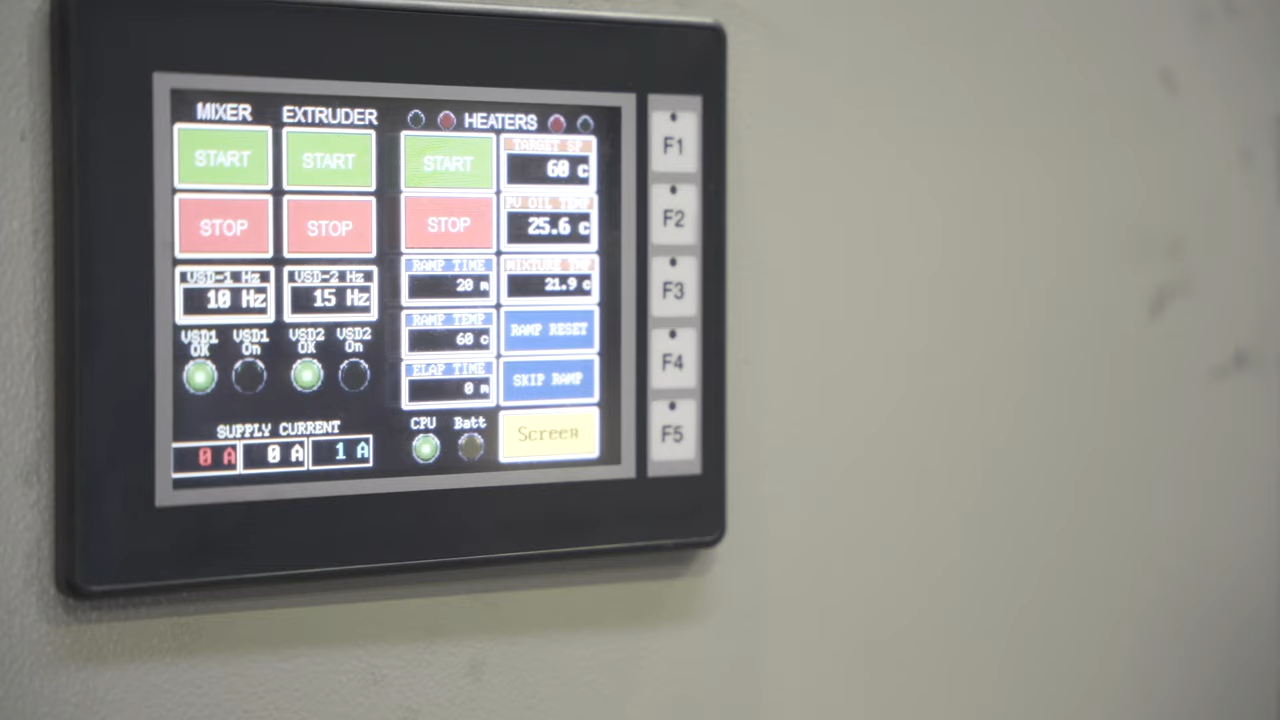 MIXER EXTRUDER HEATERS
START START START TARGET SP
60 c
STOP STOP STOP PV OIL TEMP
25.6 c
VSD-1 Hz VSD-2 Hz RAMP TIME MIXTURE TMP
10 Hz 15 Hz 20 m 21.9 c
VSD1 OK VSD1 On VSD2 OK VSD2 On RAMP TEMP RAMP RESET
60 c
ELAP TIME SKIP RAMP
0 m
SUPPLY CURRENT CPU Batt Screen
0 A 0 A 1 A
F1
F2
F3
F4
F5